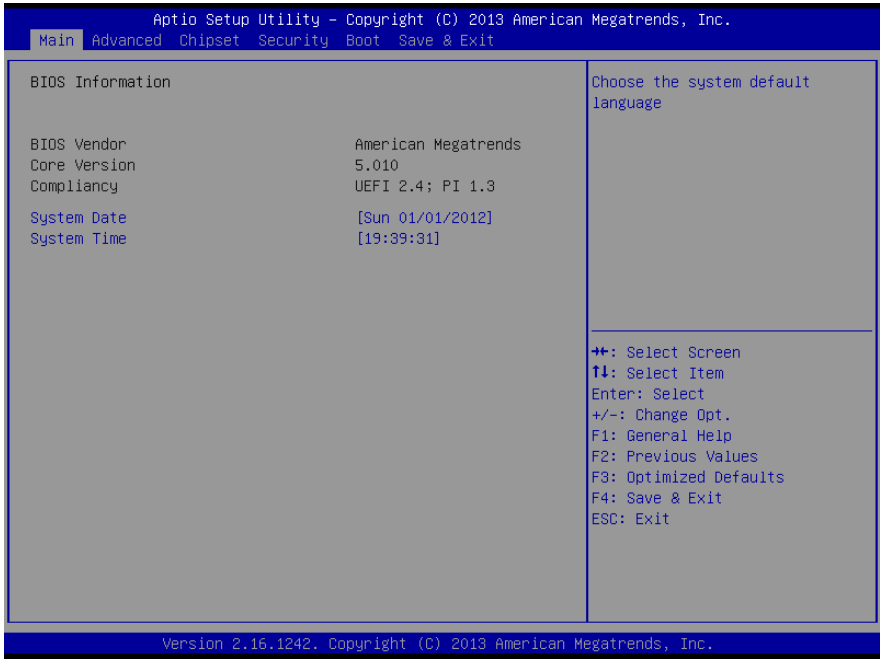 Aptio Setup Utility – Copyright (C) 2013 American Megatrends, Inc.
Main Advanced Chipset Security Boot Save & Exit
BIOS Information
BIOS Vendor American Megatrends
Core Version 5.010
Compliancy UEFI 2.4; PI 1.3
System Date [Sun 01/01/2012]
System Time [19:39:31]
Choose the system default
language
→←: Select Screen
↑↓: Select Item
Enter: Select
+/-: Change Opt.
F1: General Help
F2: Previous Values
F3: Optimized Defaults
F4: Save & Exit
ESC: Exit
Version 2.16.1242. Copyright (C) 2013 American Megatrends, Inc.